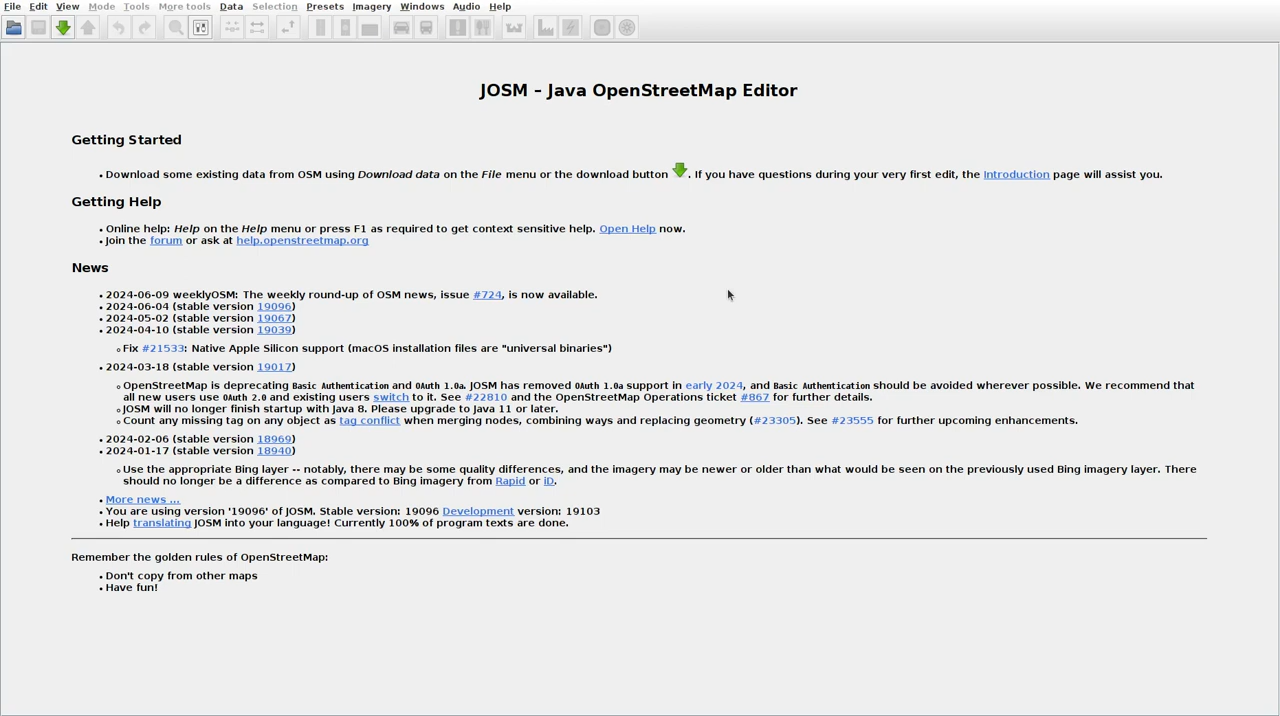 File Edit View Mode Tools More tools Selection Data Presets Imagery Windows Audio Help
JOSM – Java OpenStreetMap Editor
Getting Started
Download some existing data from OSM using Download data on the File menu or the download button . If you have questions during your very first edit, the Introduction page will assist you.
Getting Help
Online help: Help on the Help menu or press F1 as required to get context sensitive help. Open Help now.
Join the forum or ask at help.openstreetmap.org
News
2024-06-09 weeklyOSM: The weekly round-up of OSM news, issue #724, is now available.
2024-06-04 (stable version 19096)
2024-05-02 (stable version 19067)
2024-04-10 (stable version 19039)
Fix #21533: Native Apple Silicon support (macOS installation files are "universal binaries")
2024-03-18 (stable version 19017)
OpenStreetMap is deprecating Basic Authentication and OAuth 1.0a. JOSM has removed OAuth 1.0a support in early 2024, and Basic Authentication should be avoided wherever possible. We recommend that
all new users use OAuth 2.0 and existing users switch to it. See #22810 and the OpenStreetMap Operations ticket #867 for further details.
JOSM will no longer finish startup with Java 8. Please upgrade to Java 11 or later.
Count any missing tag on any object as tag conflict when merging nodes, combining ways and replacing geometry (#23305). See #23555 for further upcoming enhancements.
2024-02-06 (stable version 18969)
2024-01-17 (stable version 18940)
Use the appropriate Bing layer -- notably, there may be some quality differences, and the imagery may be newer or older than what would be seen on the previously used Bing imagery layer. There
should no longer be a difference as compared to Bing imagery from Rapid or iD.
More news ...
You are using version '19096' of JOSM. Stable version: 19096 Development version: 19103
Help translating JOSM into your language! Currently 100% of program texts are done.
Remember the golden rules of OpenStreetMap:
Don't copy from other maps
Have fun!